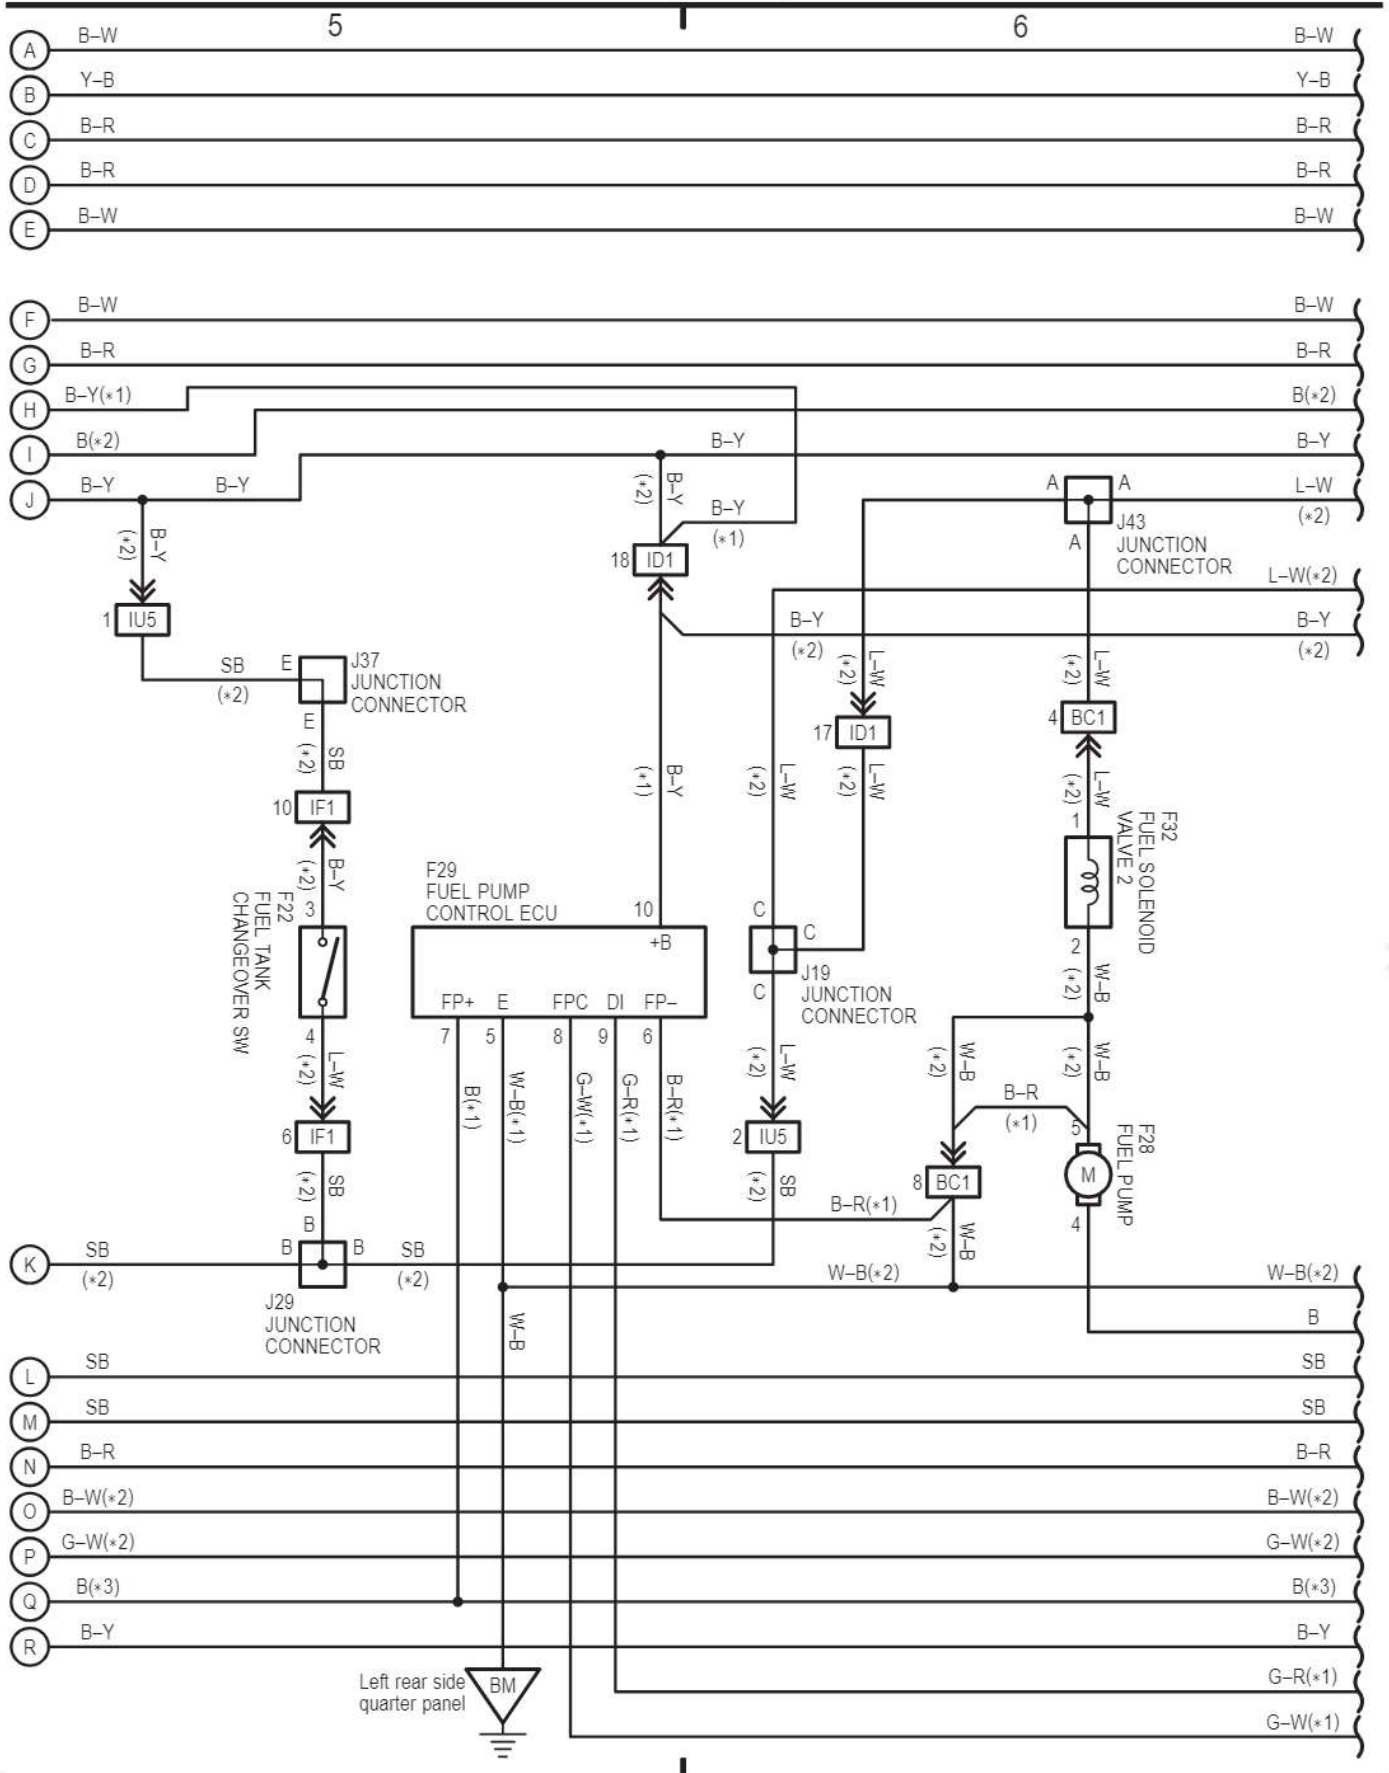 5
6
A B–W B–W
B Y–B Y–B
C B–R B–R
D B–R B–R
E B–W B–W
F B–W B–W
G B–R B–R
H B–Y(*1) B(*2)
I B(*2) B–Y B–Y
J B–Y B–Y
B–Y
(*2)
B–Y
(*1)
A A L–W
(*2)
J43
JUNCTION
CONNECTOR
A
B–Y
(*2)
18 ID1
L–W(*2)
1 IU5
B–Y
(*2)
B–Y
(*2)
SB
(*2)
E
J37
JUNCTION
CONNECTOR
E
L–W
(*2)
L–W
(*2)
17 ID1
4 BC1
SB
(*2)
B–Y
(*1)
L–W
(*2)
L–W
(*2)
L–W
(*2)
10 IF1
1
F32
FUEL SOLENOID
VALVE 2
B–Y
(*2)
3
F22
FUEL TANK
CHANGEOVER SW
F29
FUEL PUMP
CONTROL ECU
10
+B
C
C
J19
JUNCTION
CONNECTOR
C
2
W–B
(*2)
FP+ E FPC DI FP–
4
7 5 8 9 6
L–W
(*2)
L–W
(*2)
W–B
(*2)
W–B
(*2)
B(*1)
W–B(*1)
G–W(*1)
G–R(*1)
B–R(*1)
B–R
(*1)
6 IF1
2 IU5
5
F28
FUEL PUMP
M
4
SB
(*2)
SB
(*2)
8 BC1
B–R(*1)
W–B
(*2)
B
K SB
(*2)
B B SB
(*2)
J29
JUNCTION
CONNECTOR
W–B(*2) W–B(*2)
W–B
B
L SB SB
M SB SB
N B–R B–R
O B–W(*2) B–W(*2)
P G–W(*2) G–W(*2)
Q B(*3) B(*3)
R B–Y B–Y
Left rear side
quarter panel
BM
G–R(*1)
G–W(*1)